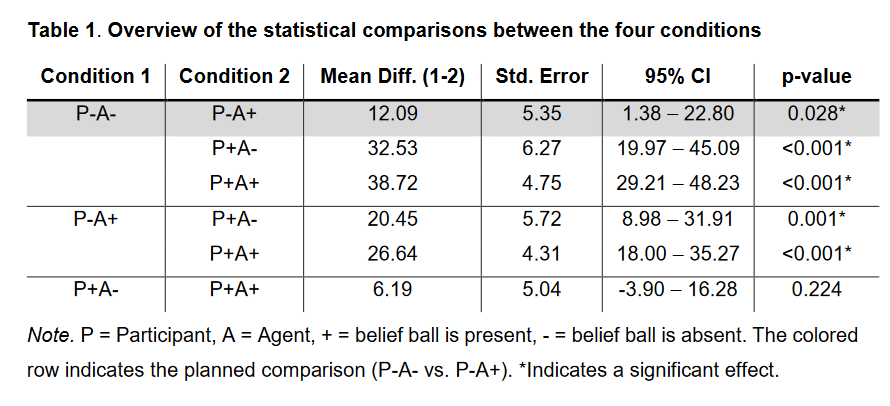 Table 1. Overview of the statistical comparisons between the four conditions
Condition 1 Condition 2 Mean Diff. (1-2) Std. Error 95% CI p-value
P-A- P-A+ 12.09 5.35 1.38 – 22.80 0.028*
P+A- 32.53 6.27 19.97 – 45.09 <0.001*
P+A+ 38.72 4.75 29.21 – 48.23 <0.001*
P-A+ P+A- 20.45 5.72 8.98 – 31.91 0.001*
P+A+ 26.64 4.31 18.00 – 35.27 <0.001*
P+A- P+A+ 6.19 5.04 -3.90 – 16.28 0.224
Note. P = Participant, A = Agent, + = belief ball is present, - = belief ball is absent. The colored
row indicates the planned comparison (P-A- vs. P-A+). *Indicates a significant effect.